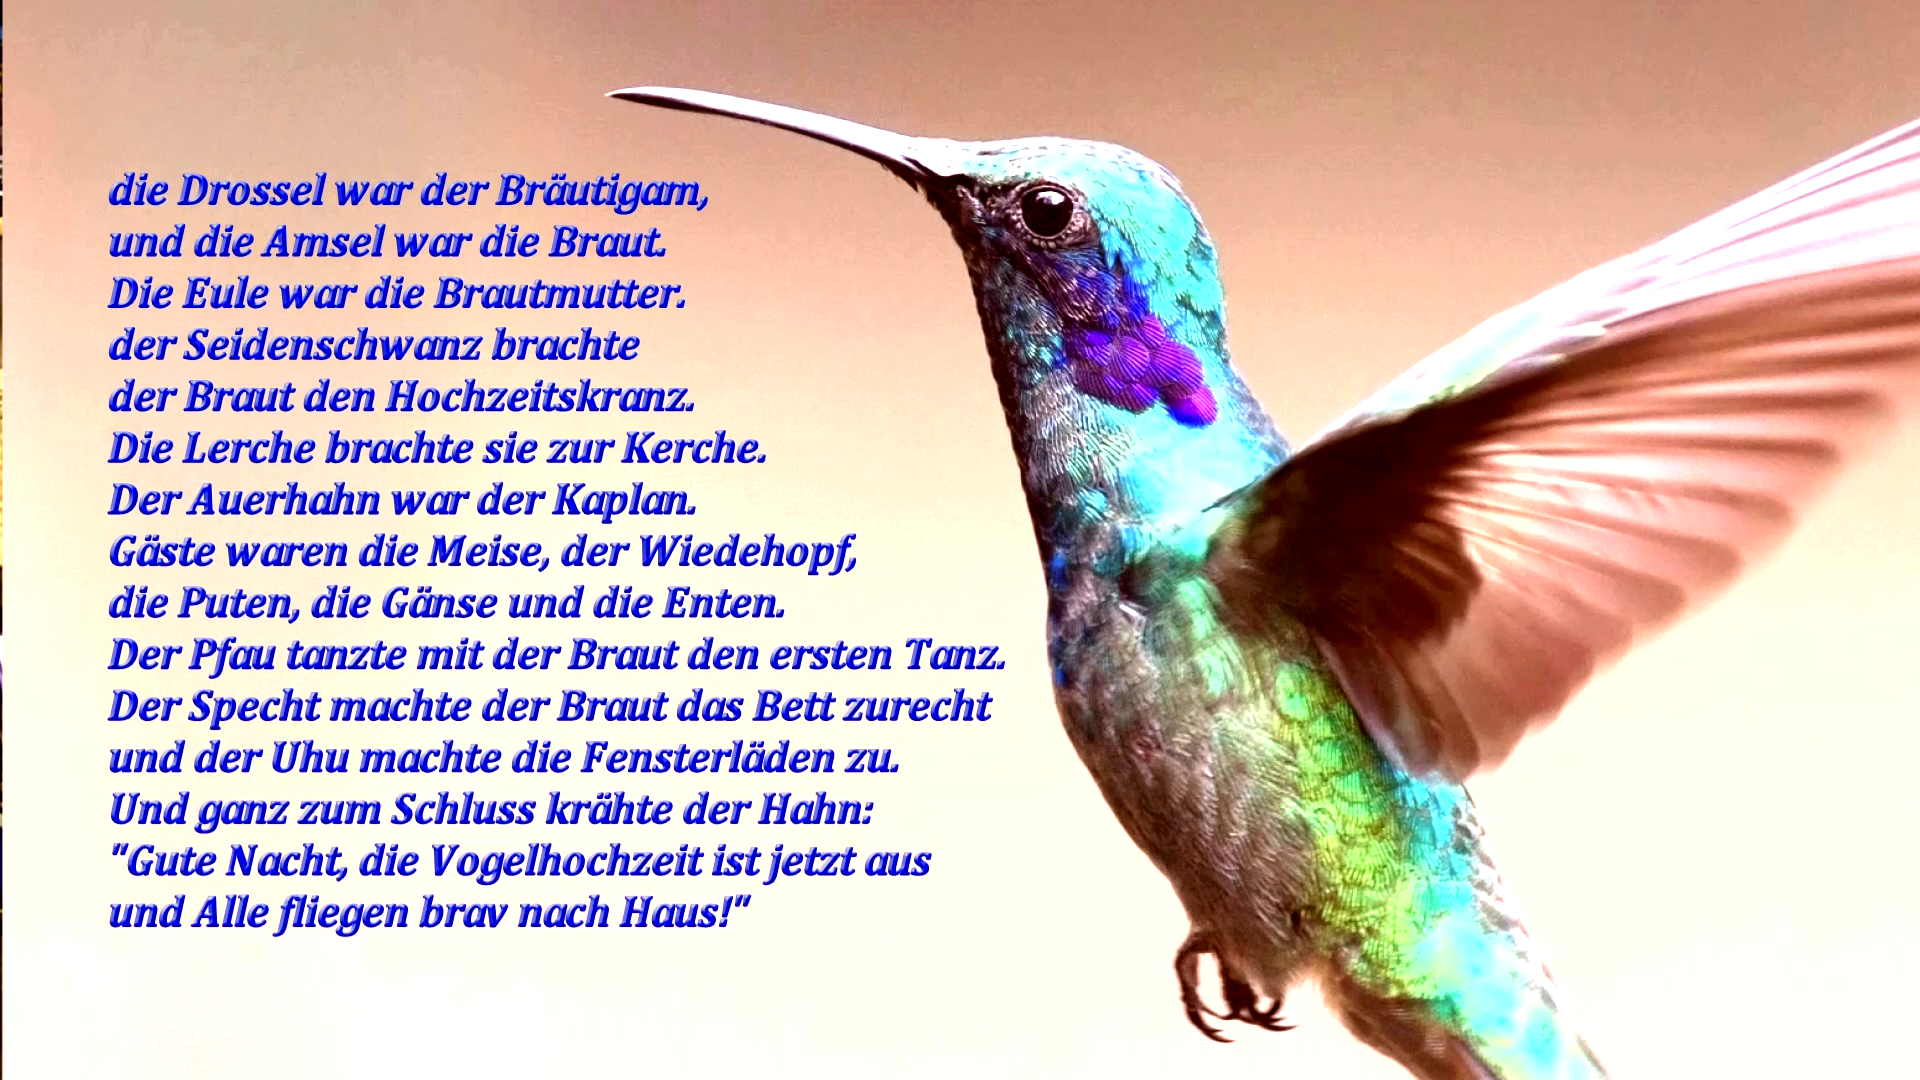 die Drossel war der Bräutigam,
und die Amsel war die Braut.
Die Eule war die Brautmutter.
der Seidenschwanz brachte
der Braut den Hochzeitskranz.
Die Lerche brachte sie zur Kerche.
Der Auerhahn war der Kaplan.
Gäste waren die Meise, der Wiedehopf,
die Puten, die Gänse und die Enten.
Der Pfau tanzte mit der Braut den ersten Tanz.
Der Specht machte der Braut das Bett zurecht
und der Uhu machte die Fensterläden zu.
Und ganz zum Schluss krähte der Hahn:
"Gute Nacht, die Vogelhochzeit ist jetzt aus
und Alle fliegen brav nach Haus!"